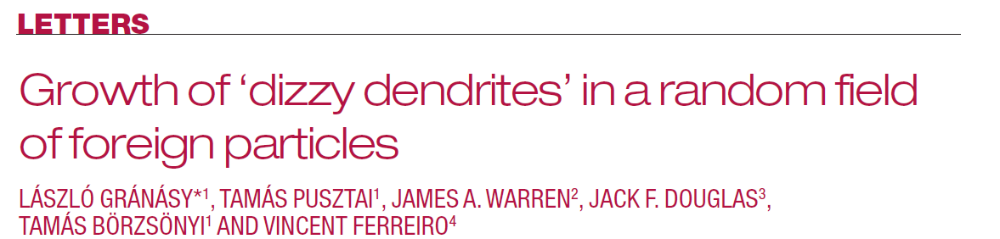 LETTERS
Growth of ‘dizzy dendrites’ in a random field
of foreign particles
LÁSZLÓ GRÁNÁSY*1, TAMÁS PUSZTAI1, JAMES A. WARREN2, JACK F. DOUGLAS3,
TAMÁS BÖRZSÖNYI1 AND VINCENT FERREIRO4